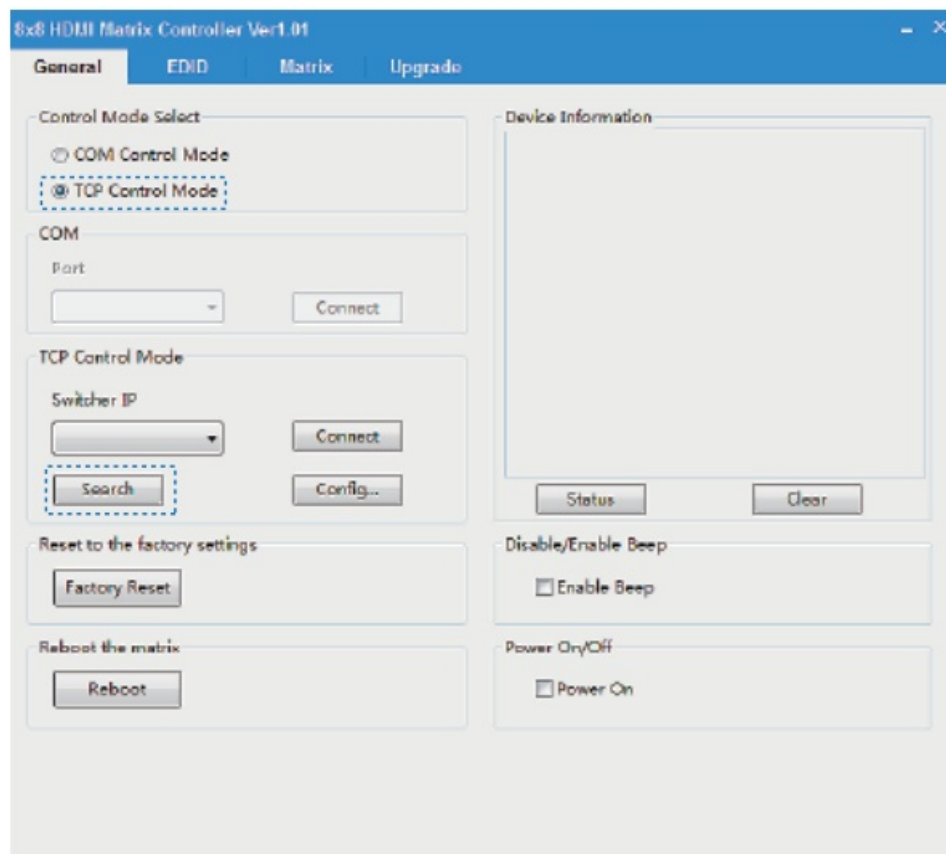 8x8 HDMI Matrix Controller Ver1.01
General EDID Matrix Upgrade
Control Mode Select
COM Control Mode
TCP Control Mode
COM
Port
Connect
TCP Control Mode
Switcher IP
Connect
Search
Config...
Reset to the factory settings
Factory Reset
Reboot the matrix
Reboot
Device Information
Status
Clear
Disable/Enable Beep
Enable Beep
Power On/Off
Power On